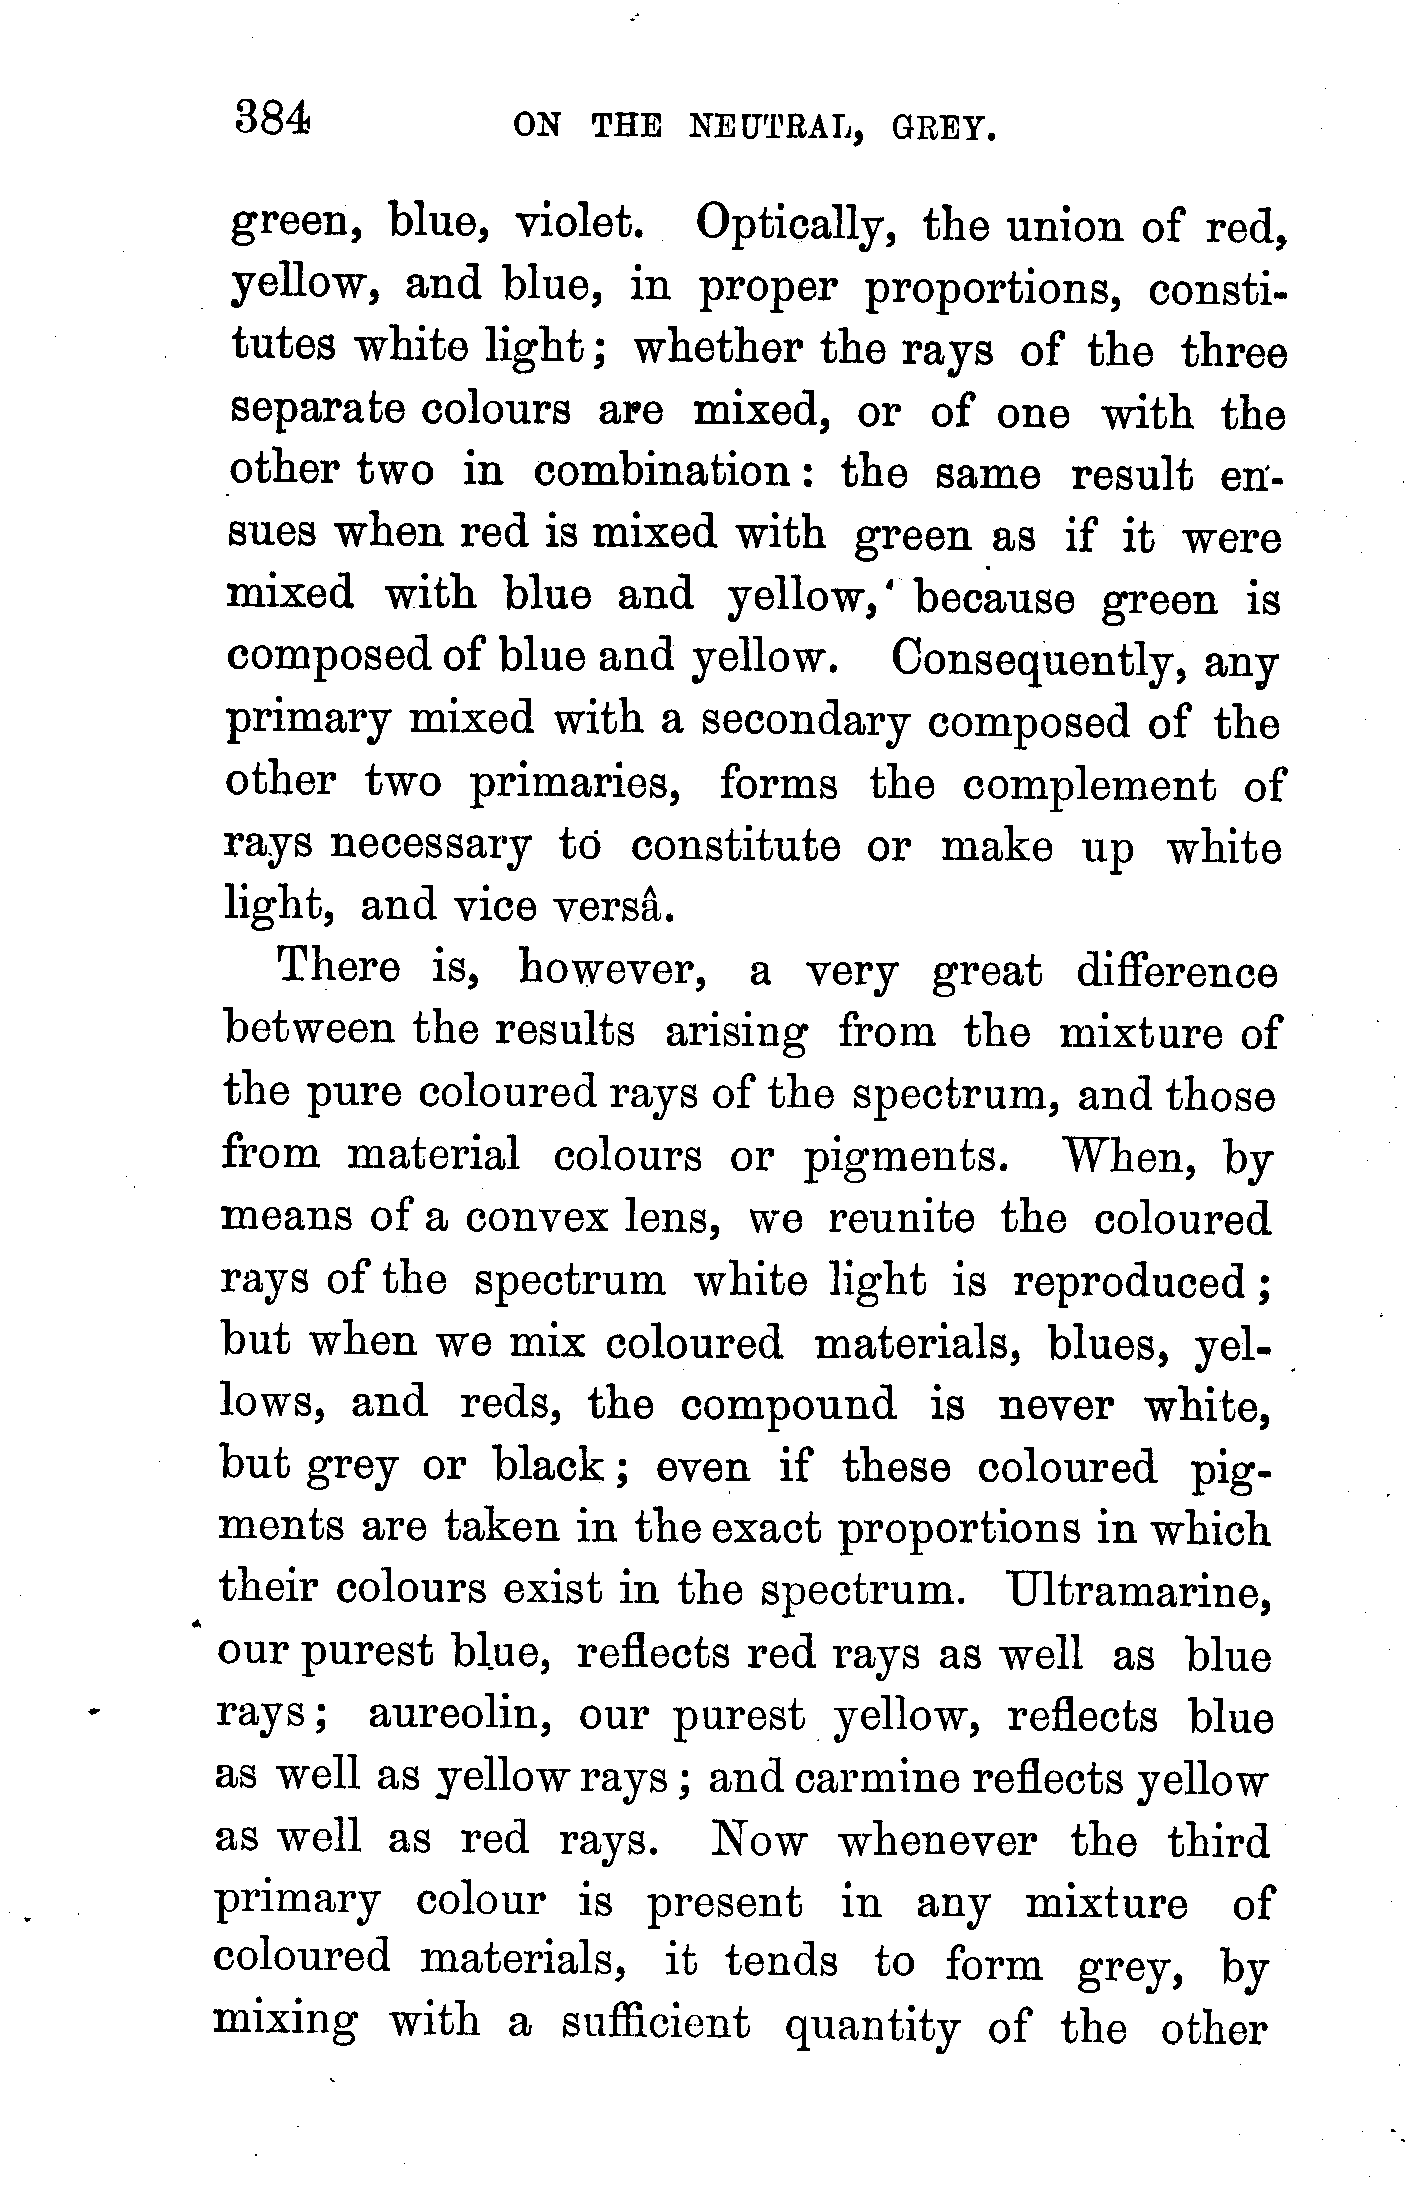 384 ON THE NEUTRAL, GREY.
green, blue, violet. Optically, the union of red,
yellow, and blue, in proper proportions, consti-
tutes white light; whether the rays of the three
separate colours are mixed, or of one with the
other two in combination: the same result en-
sues when red is mixed with green as if it were
mixed with blue and yellow, because green is
composed of blue and yellow. Consequently, any
primary mixed with a secondary composed of the
other two primaries, forms the complement of
rays necessary to constitute or make up white
light, and vice versâ.
There is, however, a very great difference
between the results arising from the mixture of
the pure coloured rays of the spectrum, and those
from material colours or pigments. When, by
means of a convex lens, we reunite the coloured
rays of the spectrum white light is reproduced;
but when we mix coloured materials, blues, yel-
lows, and reds, the compound is never white,
but grey or black; even if these coloured pig-
ments are taken in the exact proportions in which
their colours exist in the spectrum. Ultramarine,
our purest blue, reflects red rays as well as blue
rays; aureolin, our purest yellow, reflects blue
as well as yellow rays; and carmine reflects yellow
as well as red rays. Now whenever the third
primary colour is present in any mixture of
coloured materials, it tends to form grey, by
mixing with a sufficient quantity of the other